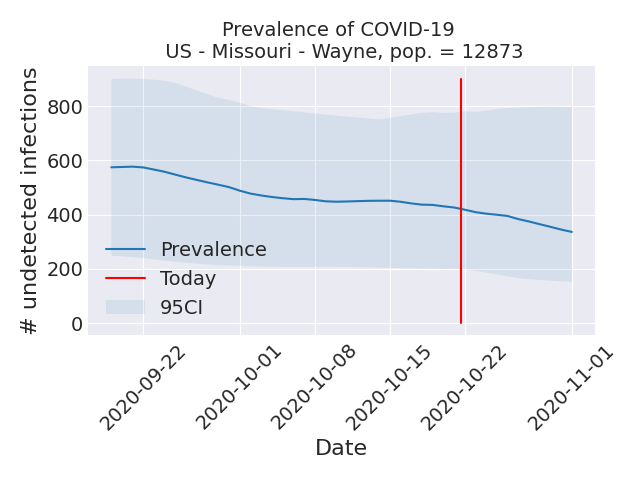 Prevalence of COVID-19
US - Missouri - Wayne, pop. = 12873
# undetected infections
800
600
400
200
0
Prevalence
Today
95CI
2020-09-22
2020-10-01
2020-10-08
2020-10-15
2020-10-22
2020-11-01
Date